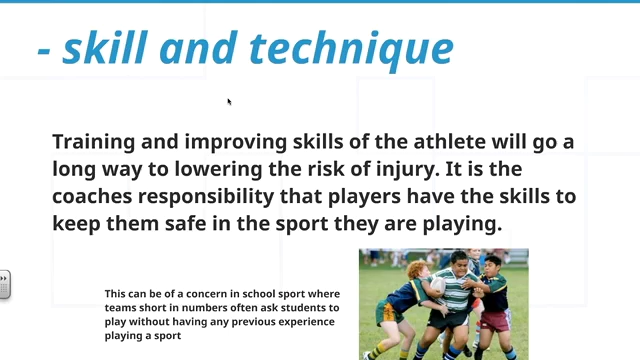 - skill and technique
Training and improving skills of the athlete will go a
long way to lowering the risk of injury. It is the
coaches responsibility that players have the skills to
keep them safe in the sport they are playing.
This can be of a concern in school sport where
teams short in numbers often ask students to
play without having any previous experience
playing a sport